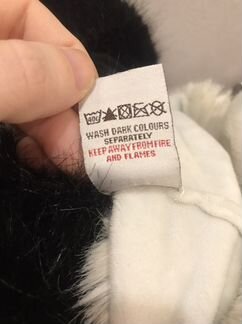 40
WASH DARK COLOURS
SEPARATELY
KEEP AWAY FROM FIRE
AND FLAMES